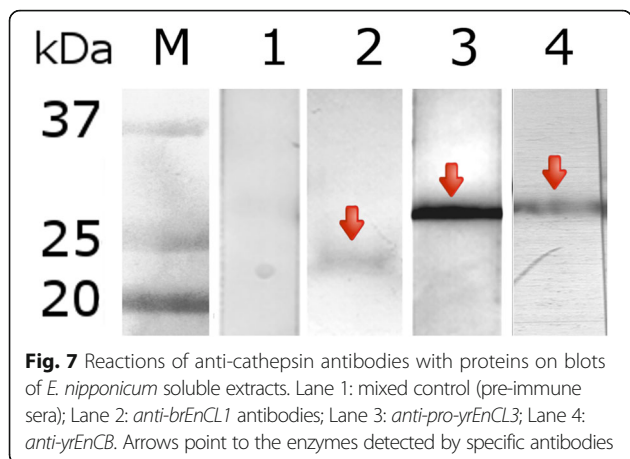 kDa M 1 2 3 4
37
25
20
Fig. 7 Reactions of anti-cathepsin antibodies with proteins on blots
of E. nipponicum soluble extracts. Lane 1: mixed control (pre-immune
sera); Lane 2: anti-brEnCL1 antibodies; Lane 3: anti-pro-yrEnCL3; Lane 4:
anti-yrEnCB. Arrows point to the enzymes detected by specific antibodies